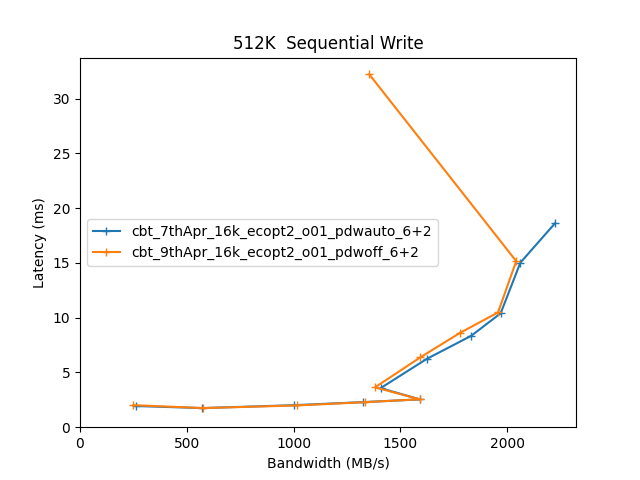 512K  Sequential Write
Latency (ms)
30
25
20
15
10
5
0
cbt_7thApr_16k_ecopt2_o01_pdwauto_6+2
cbt_9thApr_16k_ecopt2_o01_pdwoff_6+2
0 500 1000 1500 2000
Bandwidth (MB/s)